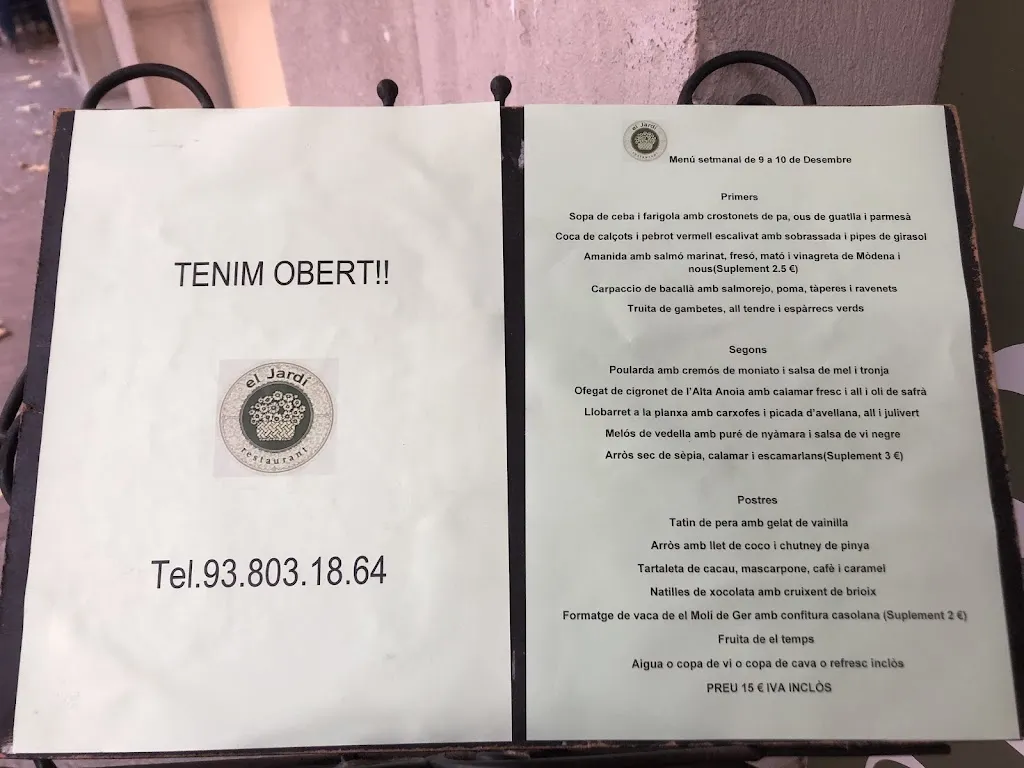 TENIM OBERT!!
el Jardí
restaurant
Tel.93.803.18.64
el Jardí
restaurant
Menú setmanal de 9 a 10 de Desembre
Primers
Sopa de ceba i farigola amb crostonets de pa, ous de guatlla i parmesà
Coca de calçots i pebrot vermell escalivat amb sobrassada i pipes de girasol
Amanida amb salmó marinat, fresó, mató i vinagreta de Mòdena i
nous(Suplement 2.5 €)
Carpaccio de bacallà amb salmorejo, poma, tàperes i ravenets
Truita de gambetes, all tendre i espàrrecs verds
Segons
Poularda amb cremós de moniato i salsa de mel i tronja
Ofegat de cigronet de l'Alta Anoia amb calamar fresc i all i oli de safrà
Llobarret a la planxa amb carxofes i picada d'avellana, all i julivert
Melós de vedella amb puré de nyàmara i salsa de vi negre
Arròs sec de sèpia, calamar i escamarlans(Suplement 3 €)
Postres
Tatin de pera amb gelat de vainilla
Arròs amb llet de coco i chutney de pinya
Tartaleta de cacau, mascarpone, cafè i caramel
Natilles de xocolata amb cruixent de brioix
Formatge de vaca de el Molí de Ger amb confitura casolana (Suplement 2 €)
Fruita de el temps
Aigua o copa de vi o copa de cava o refresc inclòs
PREU 15 € IVA INCLÒS